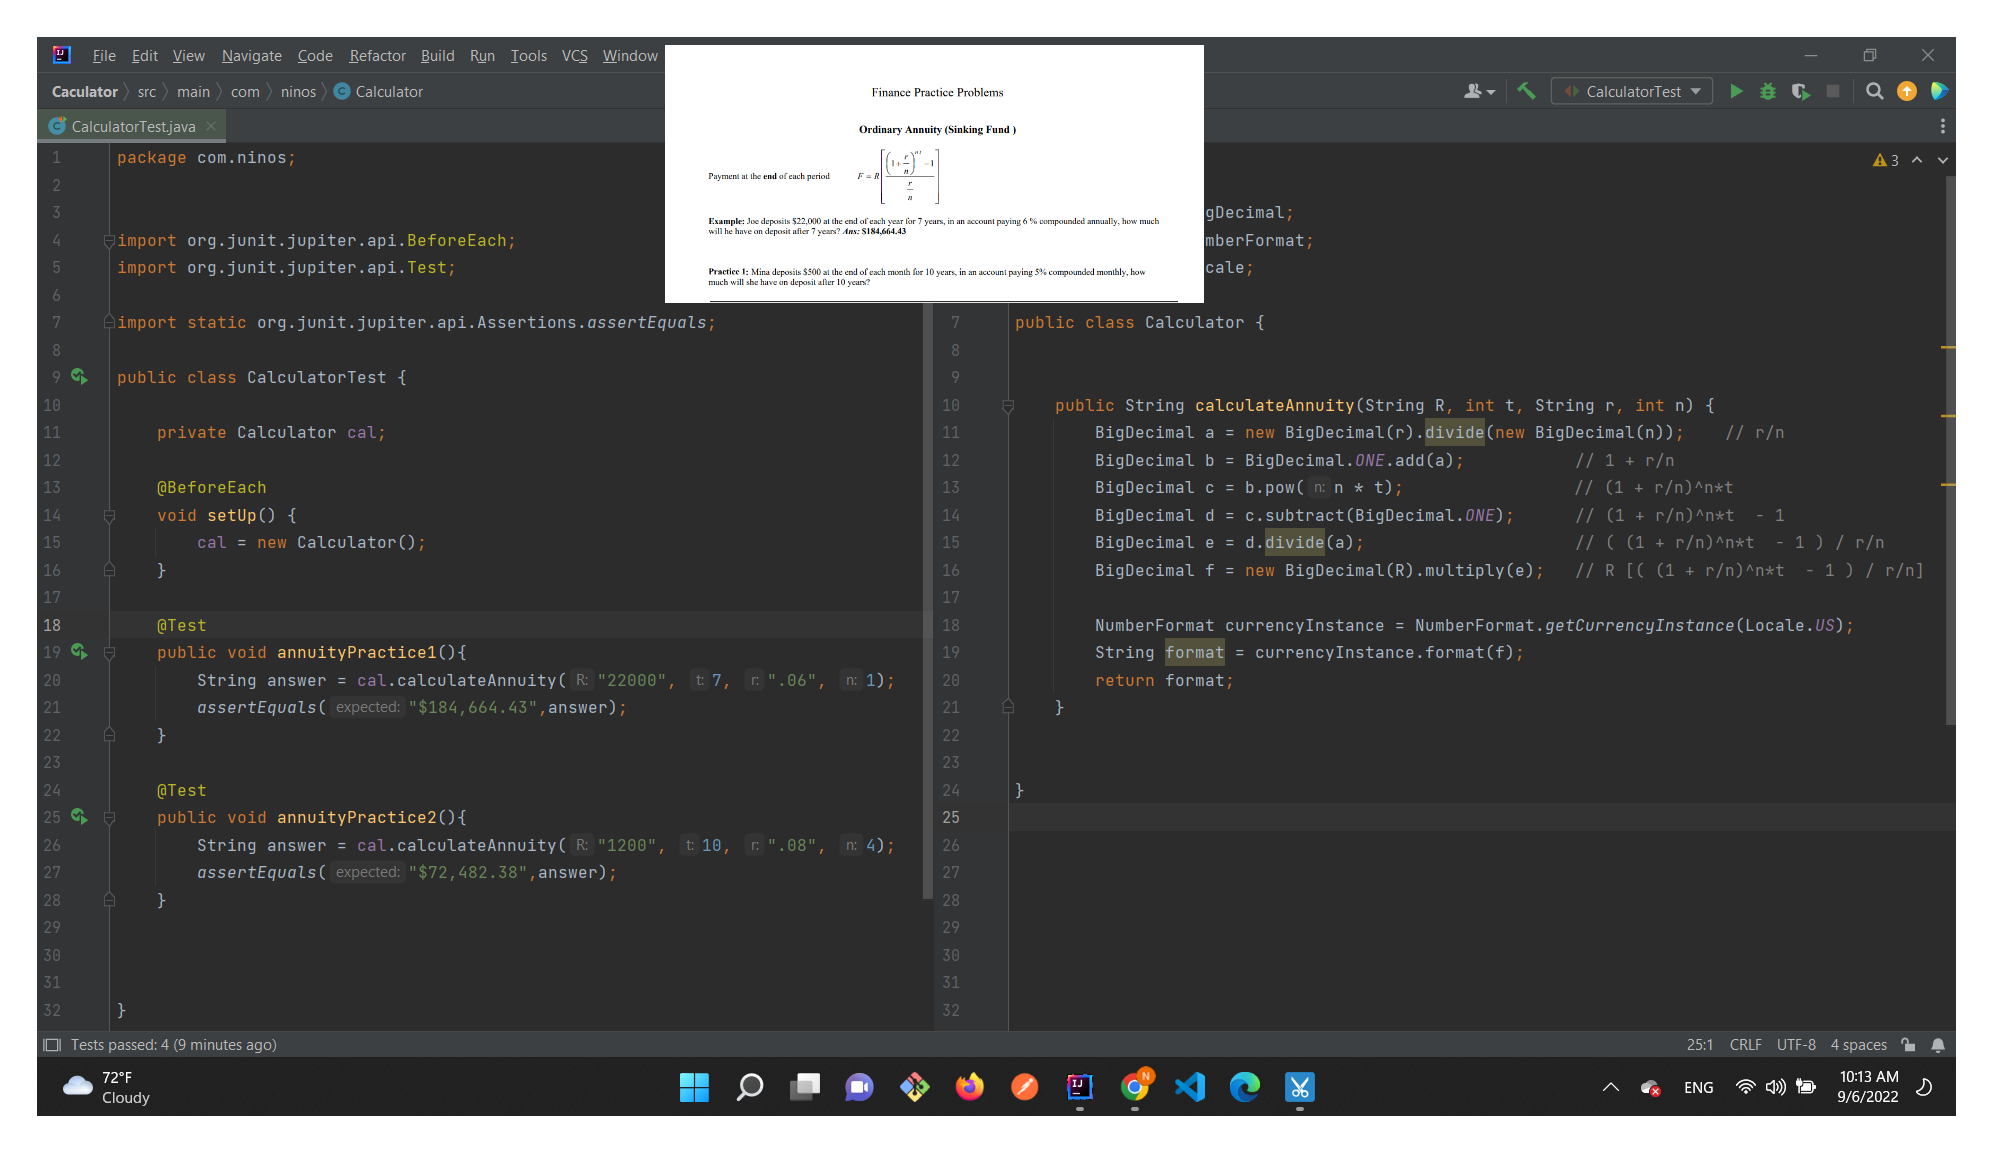 File Edit View Navigate Code Refactor Build Run Tools VCS Window
Caculator src main com ninos Calculator
CalculatorTest
CalculatorTest.java
Finance Practice Problems
Ordinary Annuity (Sinking Fund )
Payment at the end of each period F = R[((1+r/n)^nt −1)/(r/n)]
Example: Joe deposits $22,000 at the end of each year for 7 years, in an account paying 6 % compounded annually, how much
will he have on deposit after 7 years? Ans: $184,664.43
Practice 1: Mina deposits $500 at the end of each month for 10 years, in an account paying 5% compounded monthly, how
much will she have on deposit after 10 years?
1 package com.ninos;
2
3
4 import org.junit.jupiter.api.BeforeEach;
5 import org.junit.jupiter.api.Test;
6
7 import static org.junit.jupiter.api.Assertions.assertEquals;
8
9 public class CalculatorTest {
10
11 private Calculator cal;
12
13 @BeforeEach
14 void setUp() {
15 cal = new Calculator();
16 }
17
18 @Test
19 public void annuityPractice1(){
20 String answer = cal.calculateAnnuity( R: "22000", t: 7, r: ".06", n: 1);
21 assertEquals( expected: "$184,664.43",answer);
22 }
23
24 @Test
25 public void annuityPractice2(){
26 String answer = cal.calculateAnnuity( R: "1200", t: 10, r: ".08", n: 4);
27 assertEquals( expected: "$72,482.38",answer);
28 }
29
30
31
32 }
3
gDecimal;
mberFormat;
cale;
7 public class Calculator {
8
9
10 public String calculateAnnuity(String R, int t, String r, int n) {
11 BigDecimal a = new BigDecimal(r).divide(new BigDecimal(n)); // r/n
12 BigDecimal b = BigDecimal.ONE.add(a); // 1 + r/n
13 BigDecimal c = b.pow( n: n * t); // (1 + r/n)^n*t
14 BigDecimal d = c.subtract(BigDecimal.ONE); // (1 + r/n)^n*t - 1
15 BigDecimal e = d.divide(a); // ( (1 + r/n)^n*t - 1 ) / r/n
16 BigDecimal f = new BigDecimal(R).multiply(e); // R [( (1 + r/n)^n*t - 1 ) / r/n]
17
18 NumberFormat currencyInstance = NumberFormat.getCurrencyInstance(Locale.US);
19 String format = currencyInstance.format(f);
20 return format;
21 }
22
23
24 }
25
26
27
28
29
30
31
32
Tests passed: 4 (9 minutes ago)
25:1 CRLF UTF-8 4 spaces
72°F
Cloudy
IJ
N
ENG
10:13 AM
9/6/2022